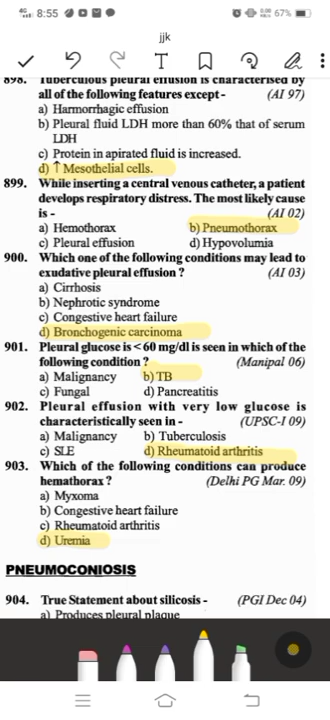 8:55
67%
jjk
898. Tuberculous pleural effusion is characterised by
all of the following features except- (AI 97)
a) Harmorrhagic effusion
b) Pleural fluid LDH more than 60% that of serum
LDH
c) Protein in apirated fluid is increased.
d) ↑ Mesothelial cells.
899. While inserting a central venous catheter, a patient
develops respiratory distress. The most likely cause
is - (AI 02)
a) Hemothorax b) Pneumothorax
c) Pleural effusion d) Hypovolumia
900. Which one of the following conditions may lead to
exudative pleural effusion ? (AI 03)
a) Cirrhosis
b) Nephrotic syndrome
c) Congestive heart failure
d) Bronchogenic carcinoma
901. Pleural glucose is < 60 mg/dl is seen in which of the
following condition ? (Manipal 06)
a) Malignancy b) TB
c) Fungal d) Pancreatitis
902. Pleural effusion with very low glucose is
characteristically seen in - (UPSC-I 09)
a) Malignancy b) Tuberculosis
c) SLE d) Rheumatoid arthritis
903. Which of the following conditions can produce
hemathorax ? (Delhi PG Mar. 09)
a) Myxoma
b) Congestive heart failure
c) Rheumatoid arthritis
d) Uremia
PNEUMOCONIOSIS
904. True Statement about silicosis - (PGI Dec 04)
a) Produces pleural plaque